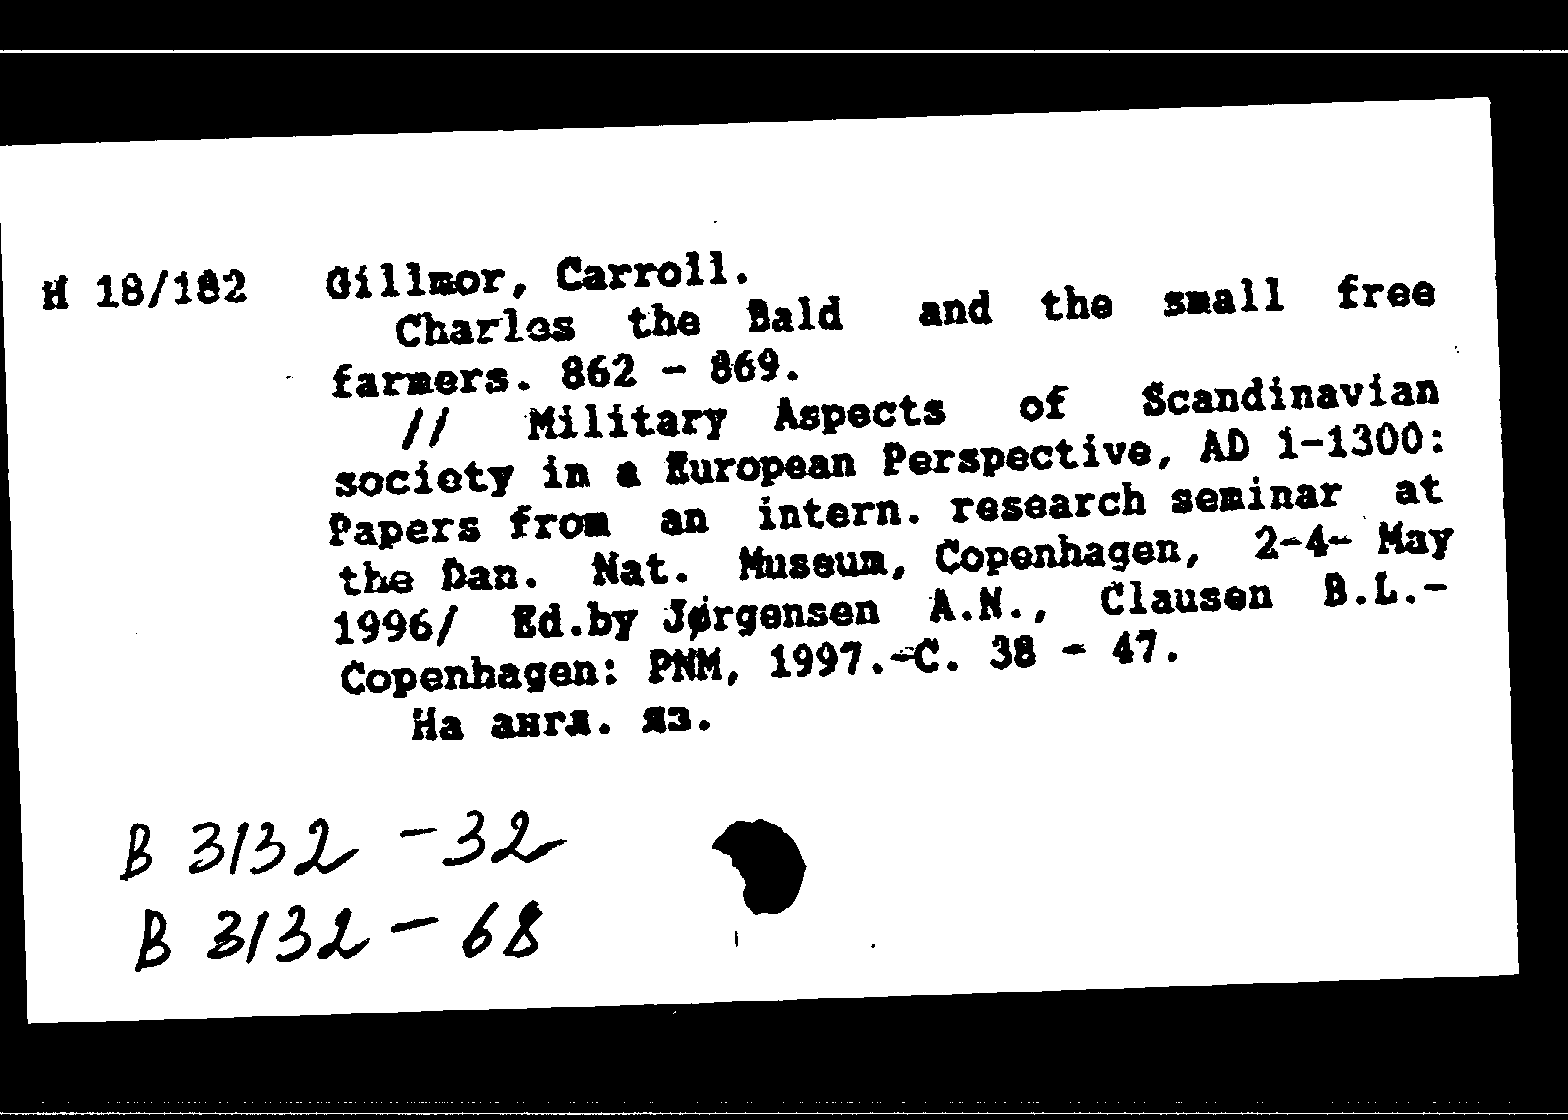 И 18/182 Gillmor, Carroll.
Charles the Bald and the small free
farmers. 862 - 869.
// Military Aspects of Scandinavian
society in a European Perspective, AD 1-1300:
Papers from an intern. research seminar at
the Dan. Nat. Museum, Copenhagen, 2-4- May
1996/ Ed.by Jørgensen A.N., Clausen B.L.-
Copenhagen: PNM, 1997.-C. 38 - 47.
На англ. яз.
В 3132 - 32
В 3132 - 68